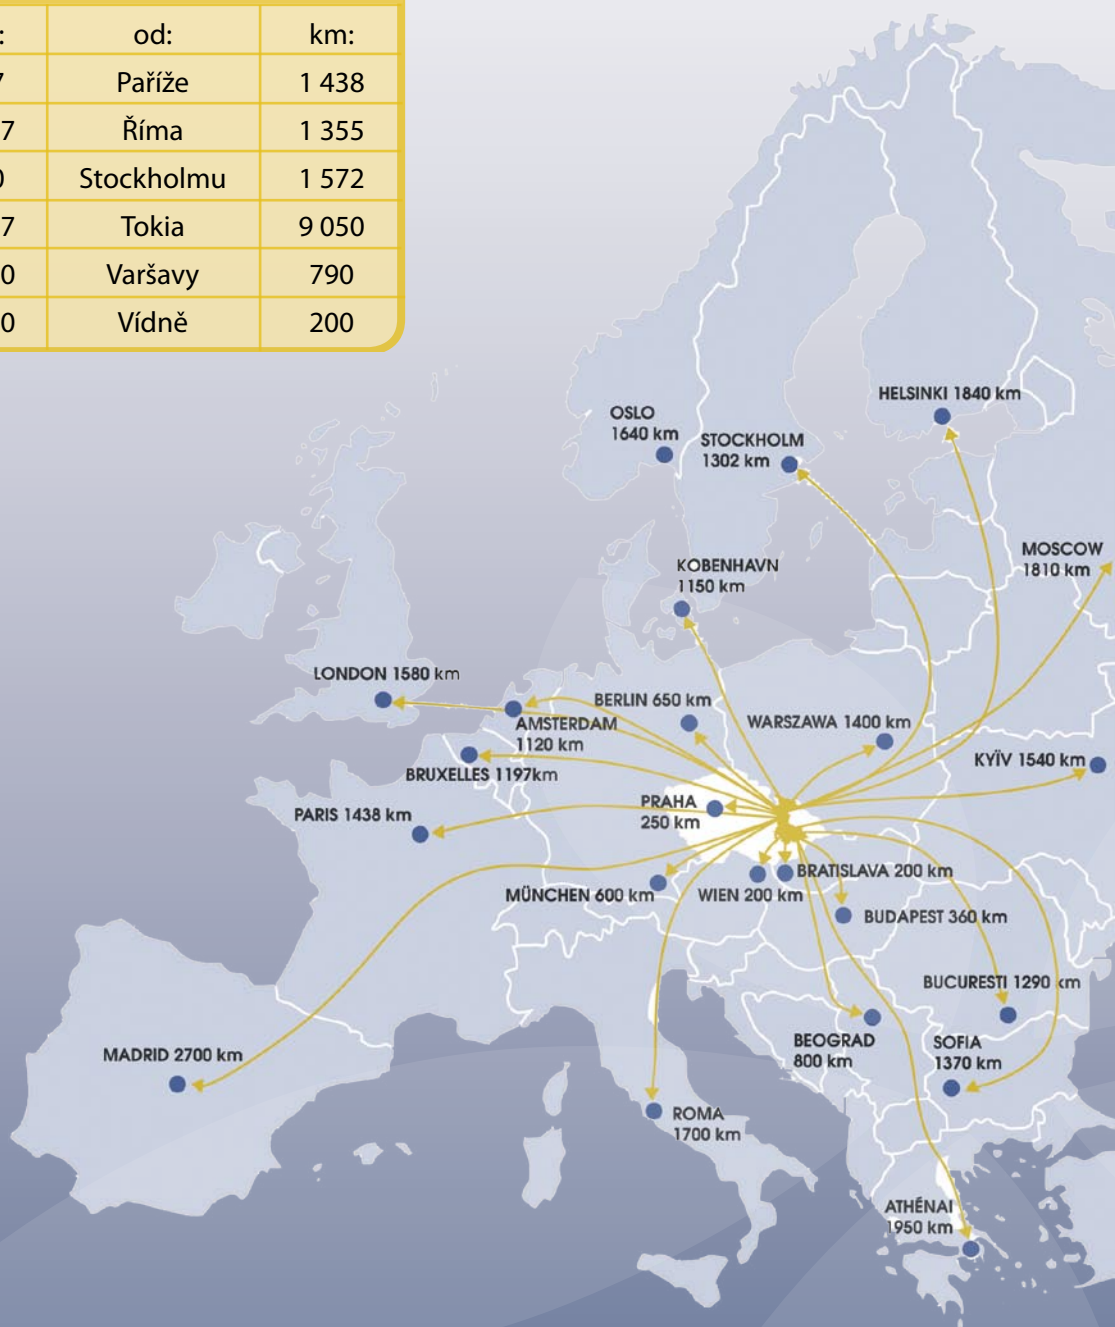 od: km:
Paříže 1 438
Říma 1 355
Stockholmu 1 572
Tokia 9 050
Varšavy 790
Vídně 200
HELSINKI 1840 km
OSLO
1640 km
STOCKHOLM
1302 km
MOSCOW
1810 km
KOBENHAVN
1150 km
LONDON 1580 km
BERLIN 650 km
AMSTERDAM
1120 km
WARSZAWA 1400 km
KYÏV 1540 km
BRUXELLES 1197km
PRAHA
250 km
PARIS 1438 km
BRATISLAVA 200 km
MÜNCHEN 600 km
WIEN 200 km
BUDAPEST 360 km
BUCURESTI 1290 km
BEOGRAD
800 km
SOFIA
1370 km
MADRID 2700 km
ROMA
1700 km
ATHÉNAI
1950 km